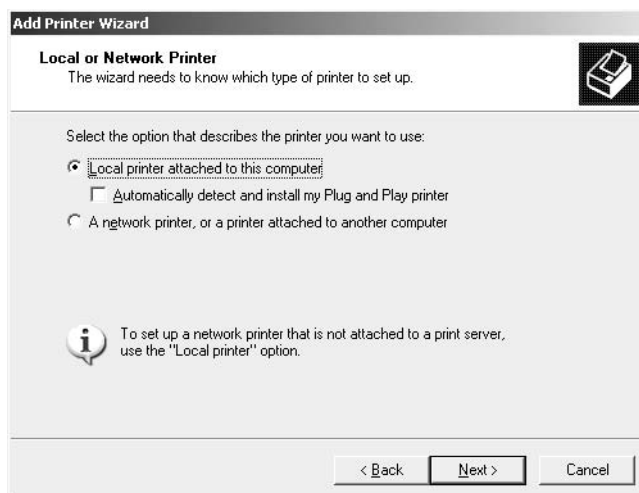 Add Printer Wizard
Local or Network Printer
The wizard needs to know which type of printer to set up.
Select the option that describes the printer you want to use:
Local printer attached to this computer
Automatically detect and install my Plug and Play printer
A network printer, or a printer attached to another computer
To set up a network printer that is not attached to a print server,
use the "Local printer" option.
< Back
Next >
Cancel